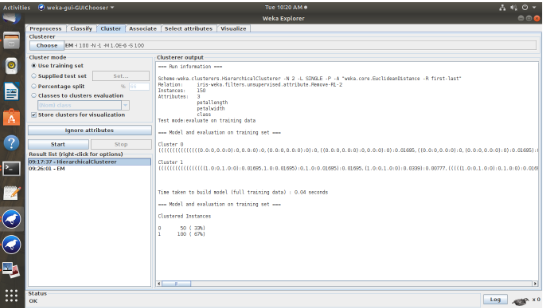 Activities
weka-gui-GUIChooser ▾
Tue 10:20 AM
Weka Explorer
Preprocess Classify Cluster Associate Select attributes Visualize
Clusterer
Choose EM -I 100 -N -1
-M 1.0E-6 -S 100
Cluster mode
Use training set
Supplied test set Set...
Percentage split %
Classes to clusters evaluation
Store clusters for visualization
Ignore attributes
Start Stop
Result list (right-click for options)
09:17:37 - HierarchicalClusterer
09:26:01 - EM
Clusterer output
=== Run information ===
Scheme: weka.clusterers.HierarchicalClusterer -N 2 -L SINGLE -P -A "weka.core.EuclideanDistance -R first-last"
Relation: iris-weka.filters.unsupervised.attribute.Remove-R1-2
Instances: 150
Attributes: 3
petallength
petalwidth
class
Test mode: evaluate on training data
=== Model and evaluation on training set ===
Cluster 0
Cluster 1
Time taken to build model (full training data) : 0.04 seconds
=== Model and evaluation on training set ===
Clustered Instances
0 50 ( 33%)
1 100 ( 67%)
Status
OK
Log
x 0